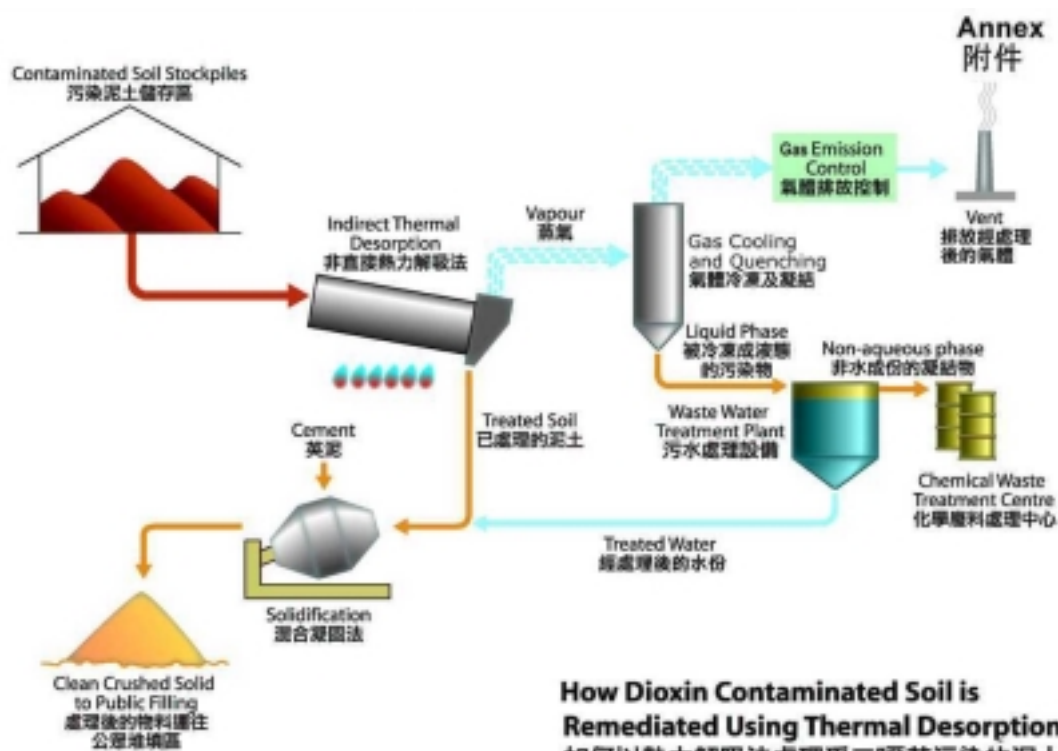 Annex
附件
Contaminated Soil Stockpiles
污染泥土儲存區
Gas Emission
Control
氣體排放控制
Vent
排放經處理
後的氣體
Vapour
蒸氣
Indirect Thermal
Desorption
非直接熱力解吸法
Gas Cooling
and Quenching
氣體冷凍及凝結
Liquid Phase
被冷凍成液態
的污染物
Non-aqueous phase
非水成份的凝結物
Waste Water
Treatment Plant
污水處理設備
Chemical Waste
Treatment Centre
化學廢料處理中心
Treated Soil
已處理的泥土
Cement
英泥
Treated Water
經處理後的水份
Solidification
混合凝固法
Clean Crushed Solid
to Public Filling
處理後的物料運往
公眾堆填區
How Dioxin Contaminated Soil is
Remediated Using Thermal Desorption